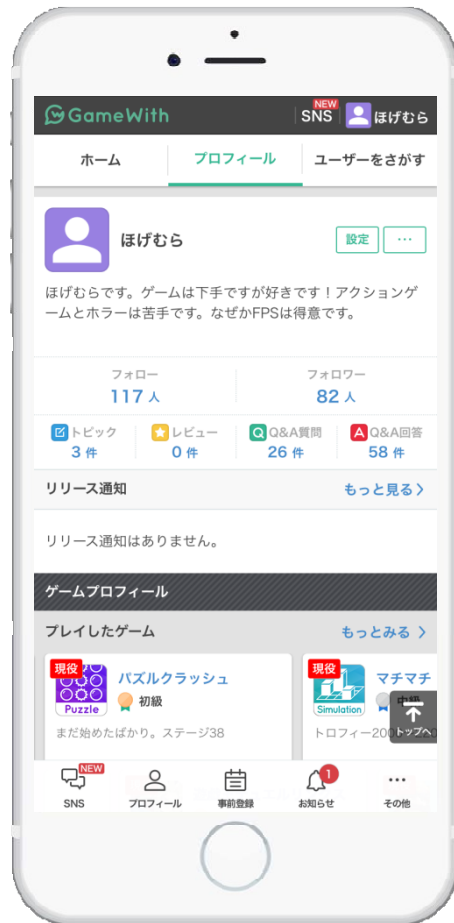 GameWith
NEW
SNS
ほげむら
ホーム
プロフィール
ユーザーをさがす
ほげむら
設定
…
ほげむらです。ゲームは下手ですが好きです！アクションゲ
ームとホラーは苦手です。なぜかFPSは得意です。
フォロー
117 人
フォロワー
82 人
トピック
3 件
レビュー
0 件
Q Q&A質問
26 件
A Q&A回答
58 件
リリース通知
もっと見る 〉
リリース通知はありません。
ゲームプロフィール
プレイしたゲーム
もっとみる 〉
現役
Puzzle
パズルクラッシュ
初級
まだ始めたばかり。ステージ38
現役
Simulation
マチマチ
トロフィー200
トップへ
NEW
SNS
プロフィール
事前登録
1
お知らせ
…
その他